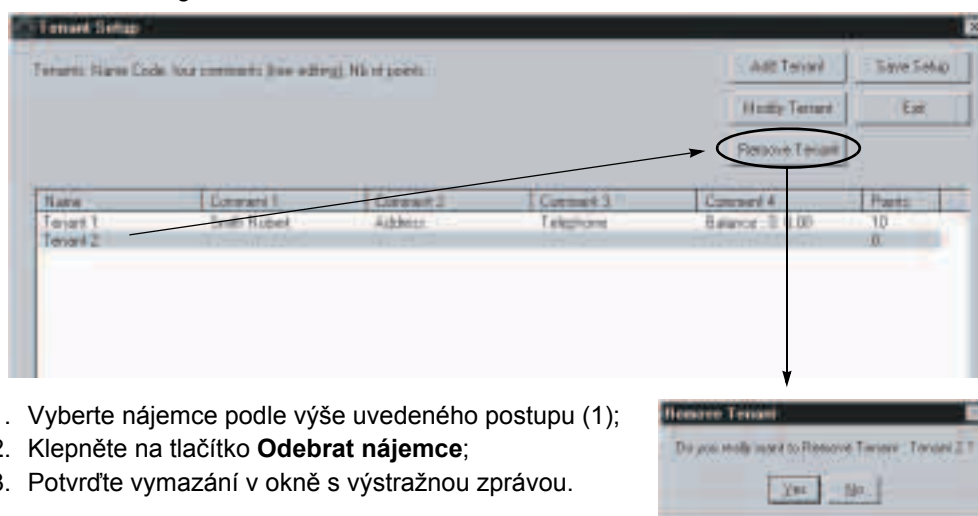 Tenant Setup
Tenants: Name Code. Your comments (free editing). Nb of points.
Add Tenant Save Setup
Modify Tenant Exit
Remove Tenant
Name Comment 1 Comment 2 Comment 3 Comment 4 Points
Tenant 1 Smith Robert Address Telephone Balance : 10
Tenant 2 0
. Vyberte nájemce podle výše uvedeného postupu (1);
2. Klepněte na tlačítko Odebrat nájemce;
3. Potvrďte vymazání v okně s výstražnou zprávou.
Remove Tenant
Do you really want to Remove Tenant : Tenant 2 ?
Yes No